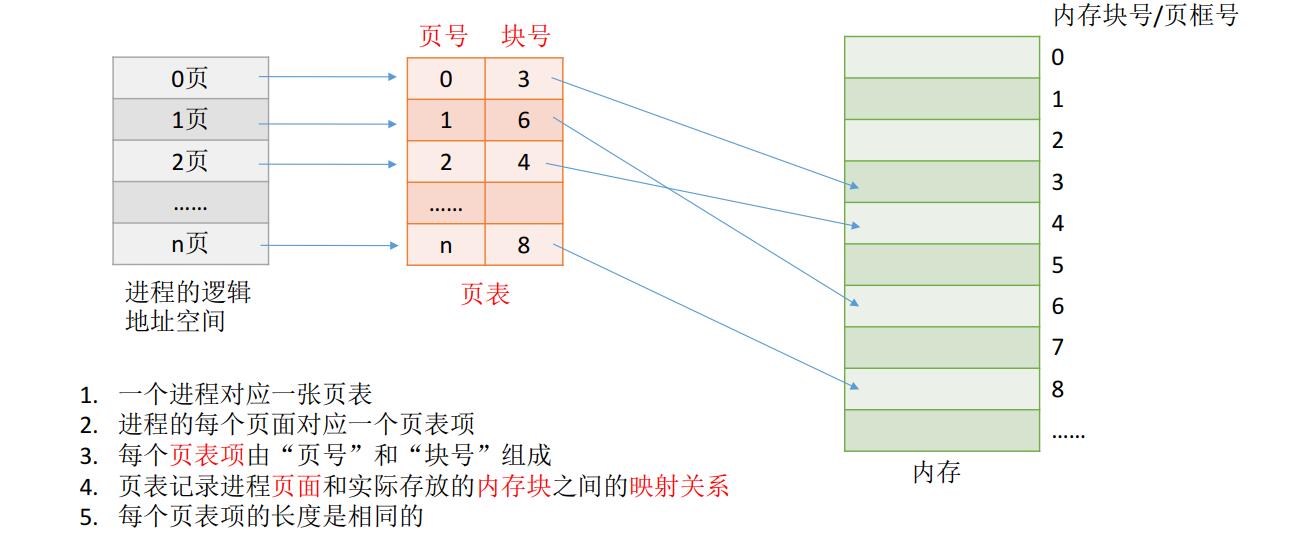 内存块号/页框号
页号 块号
0页
1页
2页
……
n页
0 3
1 6
2 4
……
n 8
0
1
2
3
4
5
6
7
8
……
进程的逻辑
地址空间
页表
内存
1. 一个进程对应一张页表
2. 进程的每个页面对应一个页表项
3. 每个页表项由“页号”和“块号”组成
4. 页表记录进程页面和实际存放的内存块之间的映射关系
5. 每个页表项的长度是相同的